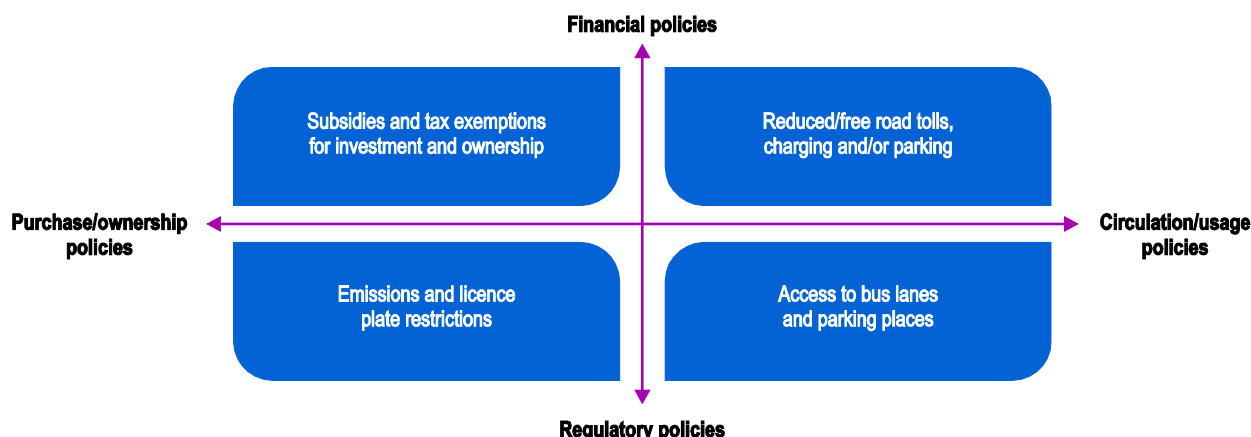 Financial policies
Subsidies and tax exemptions
for investment and ownership
Reduced/free road tolls,
charging and/or parking
Purchase/ownership
policies
Circulation/usage
policies
Emissions and licence
plate restrictions
Access to bus lanes
and parking places
Regulatory policies